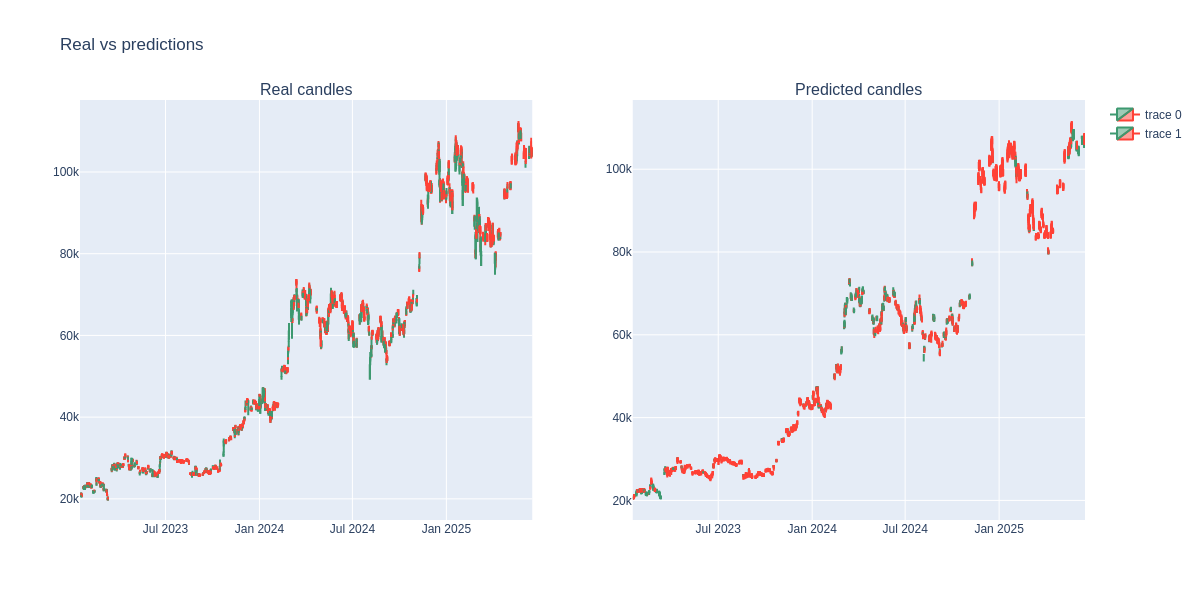 Real vs predictions
Real candles
Predicted candles
trace 0
trace 1
100k
80k
60k
40k
20k
Jul 2023
Jan 2024
Jul 2024
Jan 2025
100k
80k
60k
40k
20k
Jul 2023
Jan 2024
Jul 2024
Jan 2025